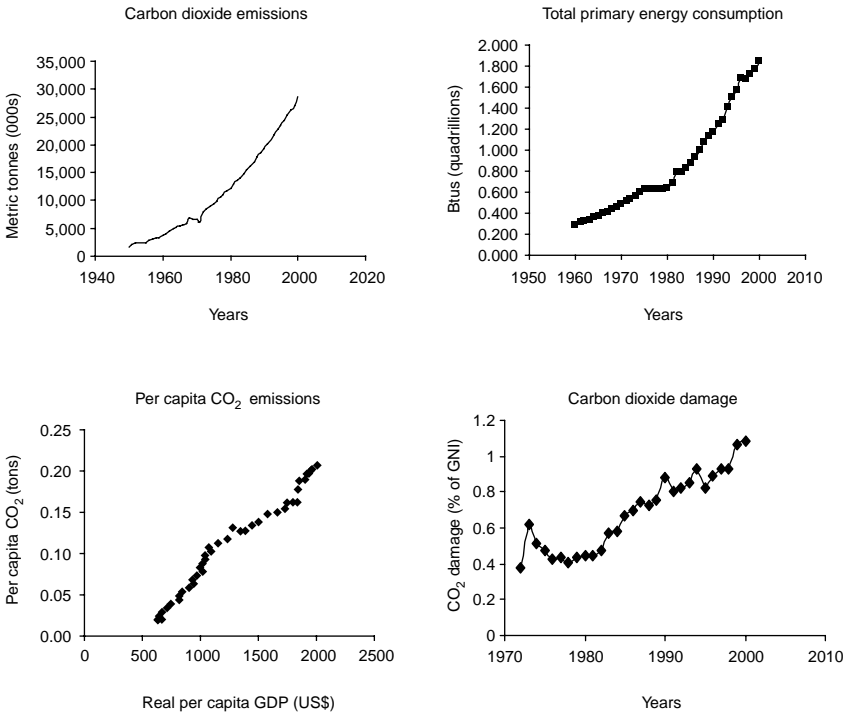 Carbon dioxide emissions
Metric tonnes (000s)
35,000
30,000
25,000
20,000
15,000
10,000
5,000
0
1940 1960 1980 2000 2020
Years
Total primary energy consumption
Btus (quadrillions)
2.000
1.800
1.600
1.400
1.200
1.000
0.800
0.600
0.400
0.200
0.000
1950 1960 1970 1980 1990 2000 2010
Years
Per capita CO2 emissions
Per capita CO2 (tons)
0.25
0.20
0.15
0.10
0.05
0.00
0 500 1000 1500 2000 2500
Real per capita GDP (US$)
Carbon dioxide damage
CO2 damage (% of GNI)
1.2
1
0.8
0.6
0.4
0.2
0
1970 1980 1990 2000 2010
Years